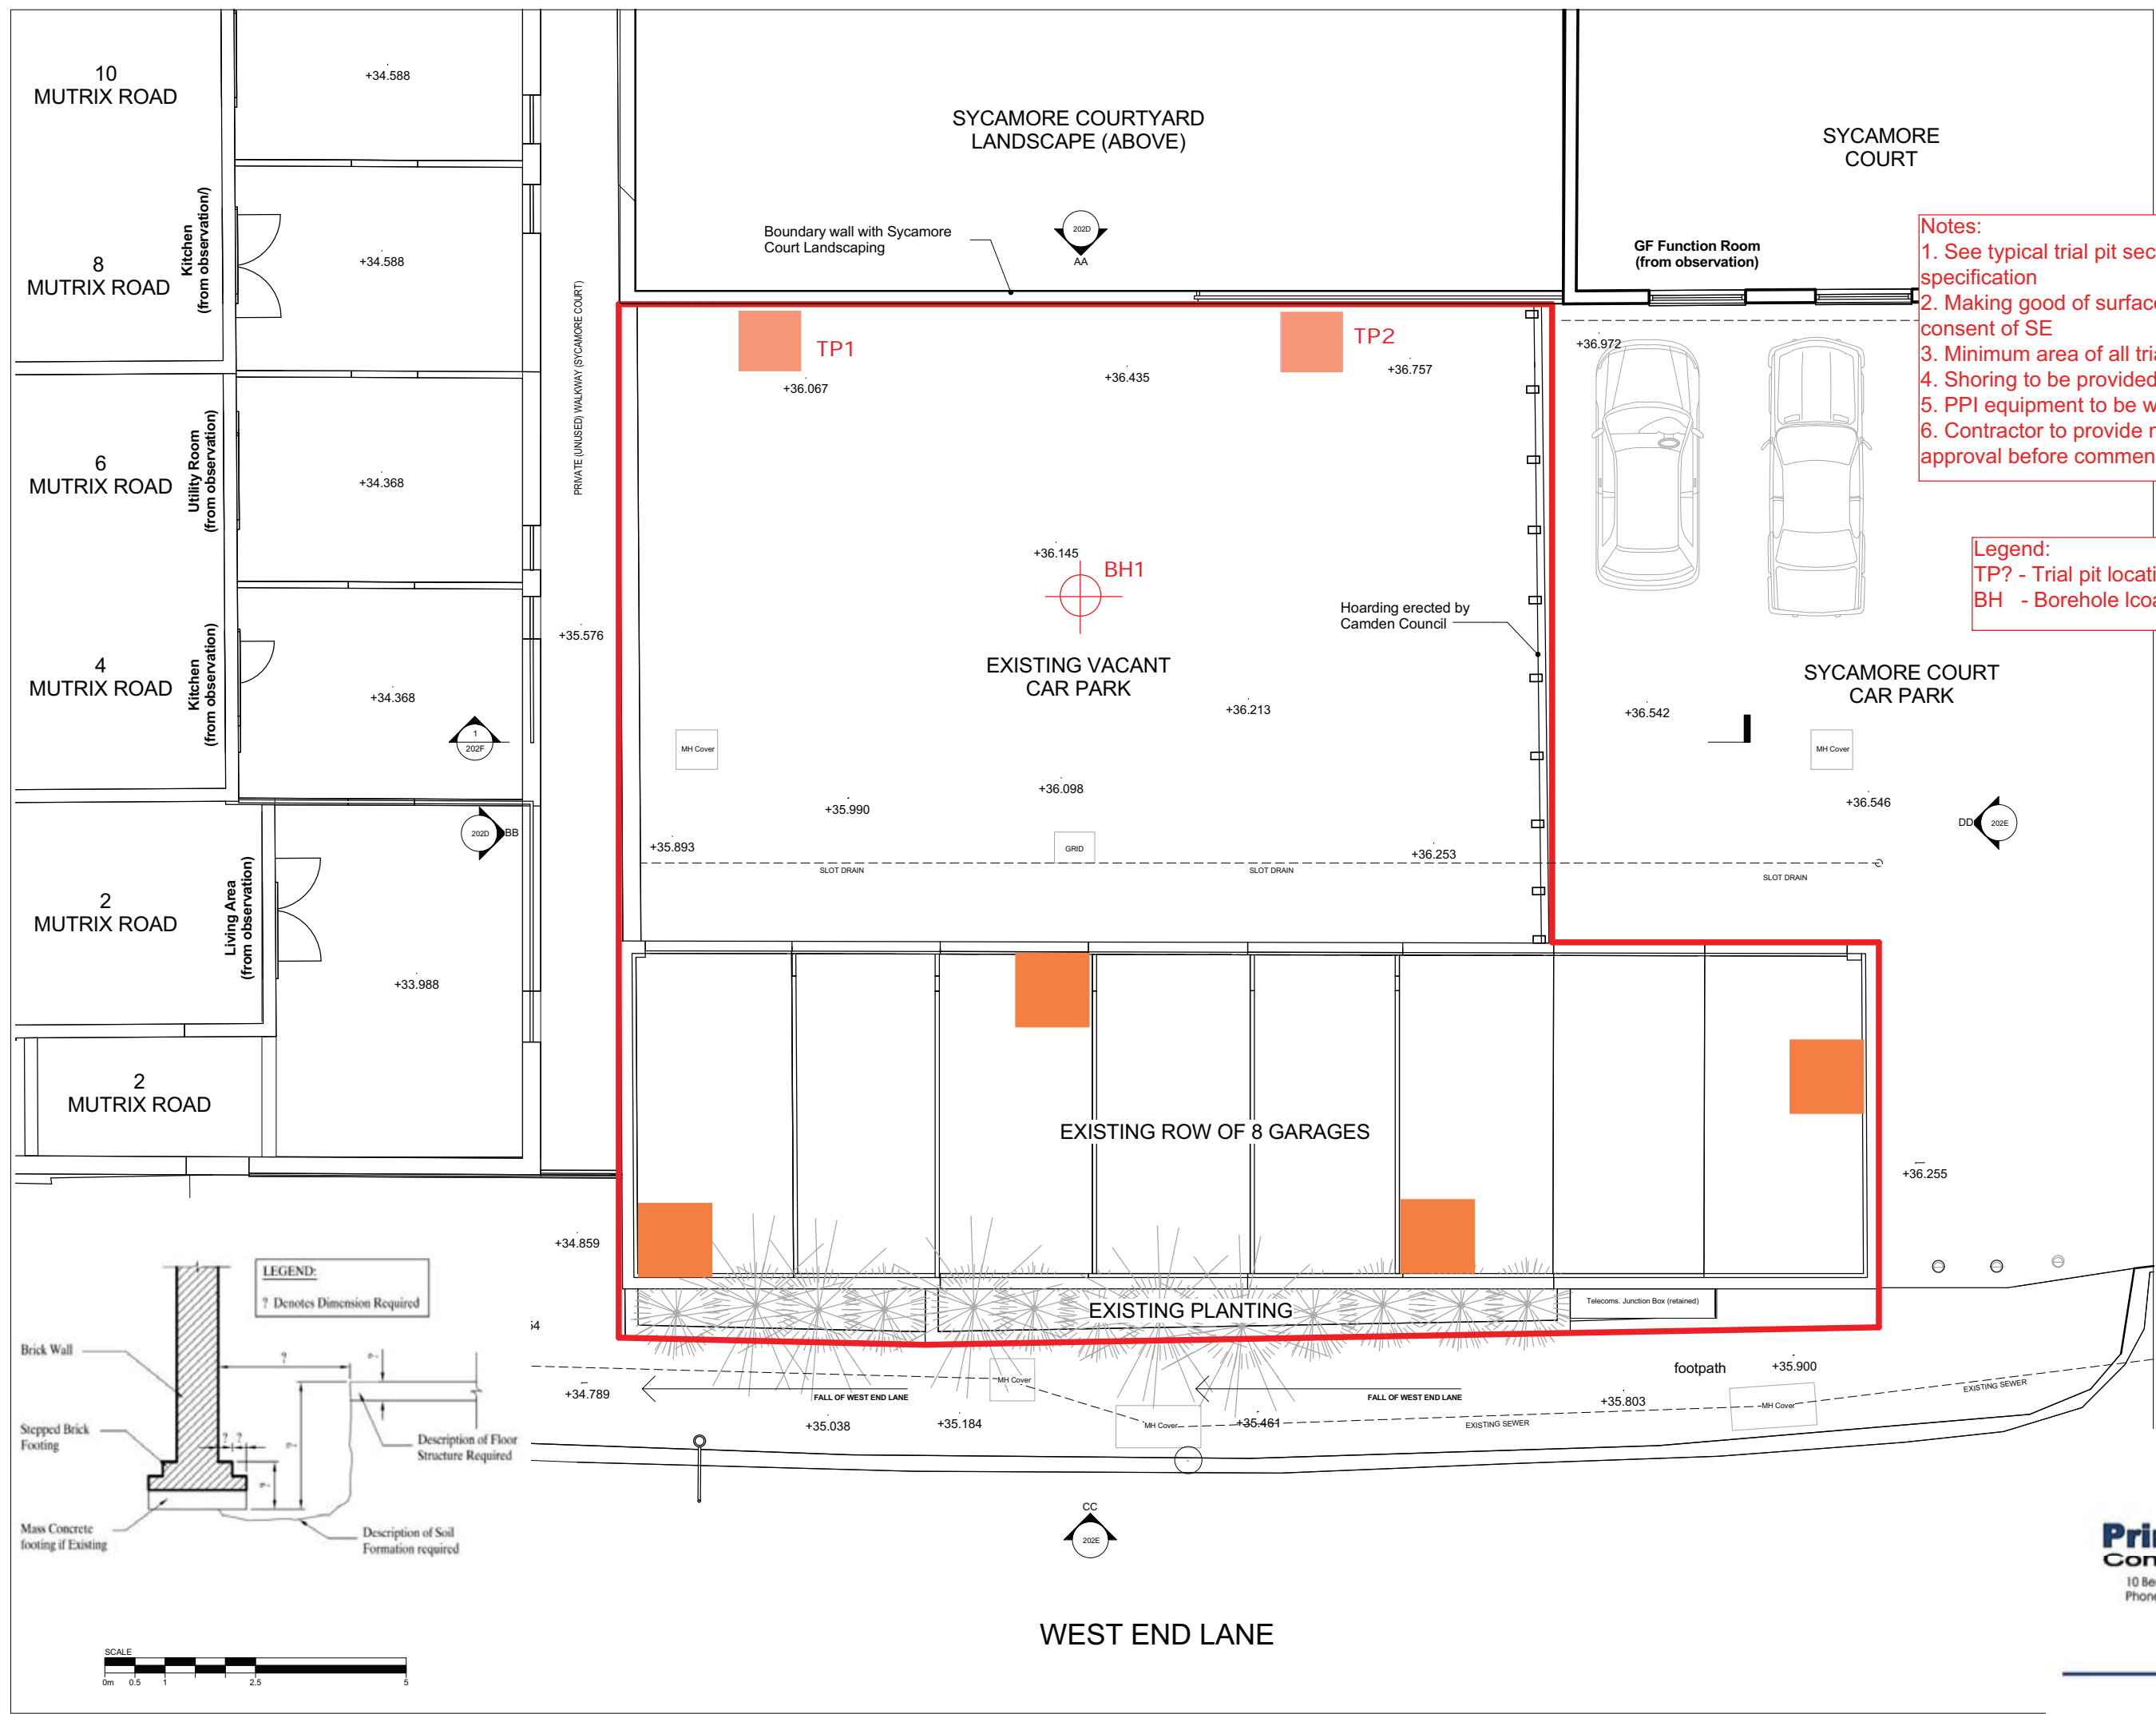 10
MUTRIX ROAD
+34.588
SYCAMORE COURTYARD
LANDSCAPE (ABOVE)
SYCAMORE
COURT
8
MUTRIX ROAD
Kitchen
(from observation/)
+34.588
PRIVATE (UNUSED) WALKWAY (SYCAMORE COURT)
Boundary wall with Sycamore
Court Landscaping
202D
AA
GF Function Room
(from observation)
Notes:
1. See typical trial pit sec
specification
2. Making good of surfac
consent of SE
3. Minimum area of all tri
4. Shoring to be provided
5. PPI equipment to be w
6. Contractor to provide
approval before commen
TP1
+36.067
+36.435
TP2
+36.757
+36.972
6
MUTRIX ROAD
Utility Room
(from observation)
+34.368
Legend:
TP? - Trial pit locati
BH - Borehole lcoa
+36.145
BH1
Hoarding erected by
Camden Council
+35.576
4
MUTRIX ROAD
Kitchen
(from observation)
+34.368
1
202F
EXISTING VACANT
CAR PARK
+36.213
SYCAMORE COURT
CAR PARK
+36.542
MH Cover
MH Cover
+36.098
+35.990
+36.546
202D
BB
DD
202E
+35.893
GRID
+36.253
SLOT DRAIN
SLOT DRAIN
SLOT DRAIN
2
MUTRIX ROAD
Living Area
(from observation)
+33.988
2
MUTRIX ROAD
EXISTING ROW OF 8 GARAGES
+36.255
+34.859
LEGEND:
? Denotes Dimension Required
EXISTING PLANTING
Telecoms. Junction Box (retained)
54
Brick Wall
?
?
footpath
+35.900
MH Cover
+34.789
FALL OF WEST END LANE
FALL OF WEST END LANE
EXISTING SEWER
+35.803
MH Cover
+35.038
+35.184
MH Cover
+35.461
EXISTING SEWER
Stepped Brick
Footing
? ?
?
?
Description of Floor
Structure Required
Mass Concrete
footing if Existing
Description of Soil
Formation required
CC
202E
Pri
Con
10 Be
Phone
WEST END LANE
SCALE
0m 0.5 1 2.5 5